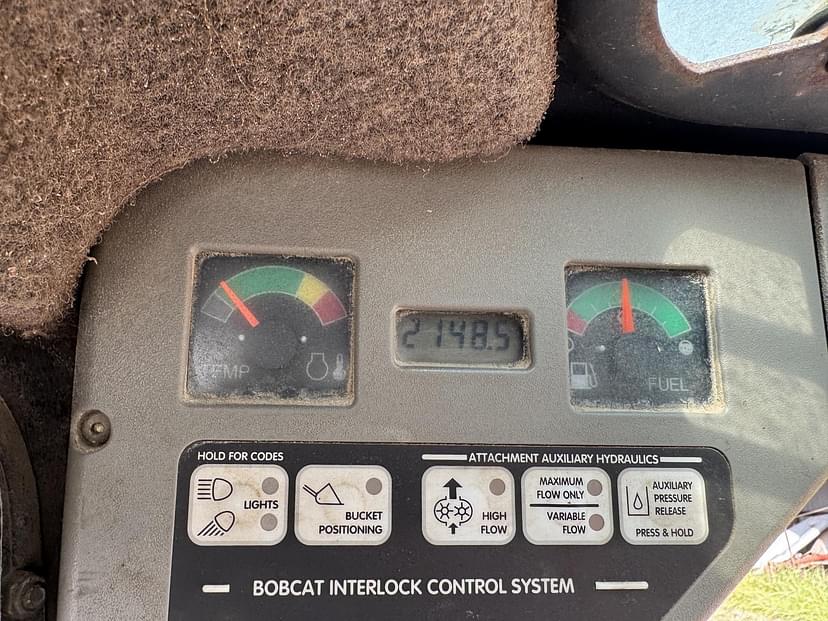 TEMP
2148.5
FUEL
HOLD FOR CODES
LIGHTS
BUCKET
POSITIONING
ATTACHMENT AUXILIARY HYDRAULICS
HIGH
FLOW
MAXIMUM
FLOW ONLY
VARIABLE
FLOW
AUXILIARY
PRESSURE
RELEASE
PRESS & HOLD
BOBCAT INTERLOCK CONTROL SYSTEM